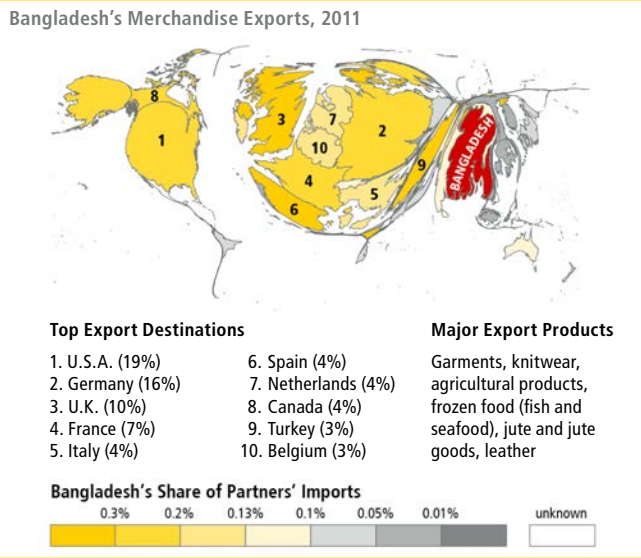 Bangladesh's Merchandise Exports, 2011
8
1
3
7
2
10
9
4
5
6
BANGLADESH
Top Export Destinations
1. U.S.A. (19%)
2. Germany (16%)
3. U.K. (10%)
4. France (7%)
5. Italy (4%)
6. Spain (4%)
7. Netherlands (4%)
8. Canada (4%)
9. Turkey (3%)
10. Belgium (3%)
Major Export Products
Garments, knitwear,
agricultural products,
frozen food (fish and
seafood), jute and jute
goods, leather
Bangladesh's Share of Partners' Imports
0.3% 0.2% 0.13% 0.1% 0.05% 0.01% unknown